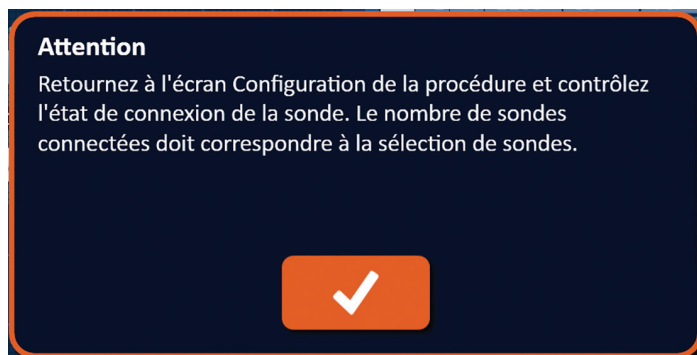 Attention
Retournez à l'écran Configuration de la procédure et contrôlez
l'état de connexion de la sonde. Le nombre de sondes
connectées doit correspondre à la sélection de sondes.